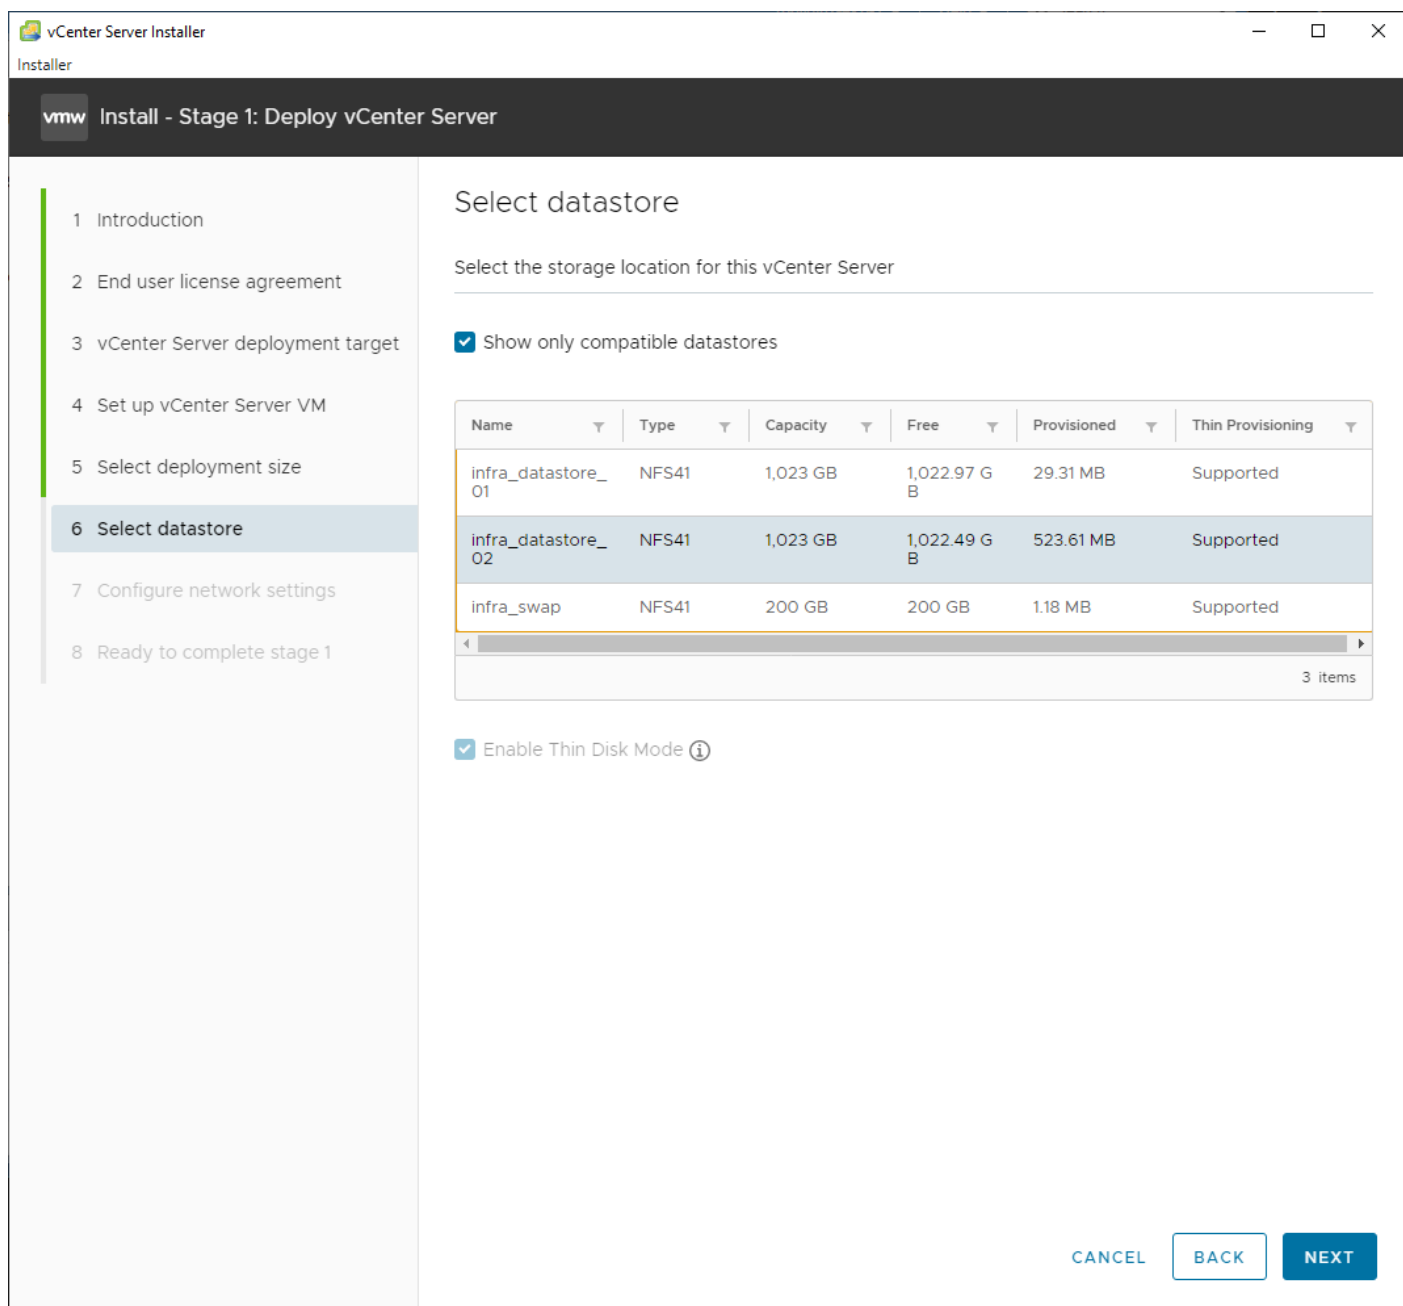 vCenter Server Installer
Installer
vmw Install - Stage 1: Deploy vCenter Server
1 Introduction
2 End user license agreement
3 vCenter Server deployment target
4 Set up vCenter Server VM
5 Select deployment size
6 Select datastore
7 Configure network settings
8 Ready to complete stage 1
Select datastore
Select the storage location for this vCenter Server
Show only compatible datastores
Name Type Capacity Free Provisioned Thin Provisioning
infra_datastore_ NFS41 1,023 GB 1,022.97 G 29.31 MB Supported
01 B
infra_datastore_ NFS41 1,023 GB 1,022.49 G 523.61 MB Supported
02 B
infra_swap NFS41 200 GB 200 GB 1.18 MB Supported
3 items
Enable Thin Disk Mode
CANCEL BACK NEXT